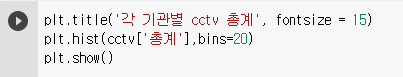 plt.title('각 기관별 cctv 총계', fontsize = 15)
plt.hist(cctv['총계'],bins=20)
plt.show()